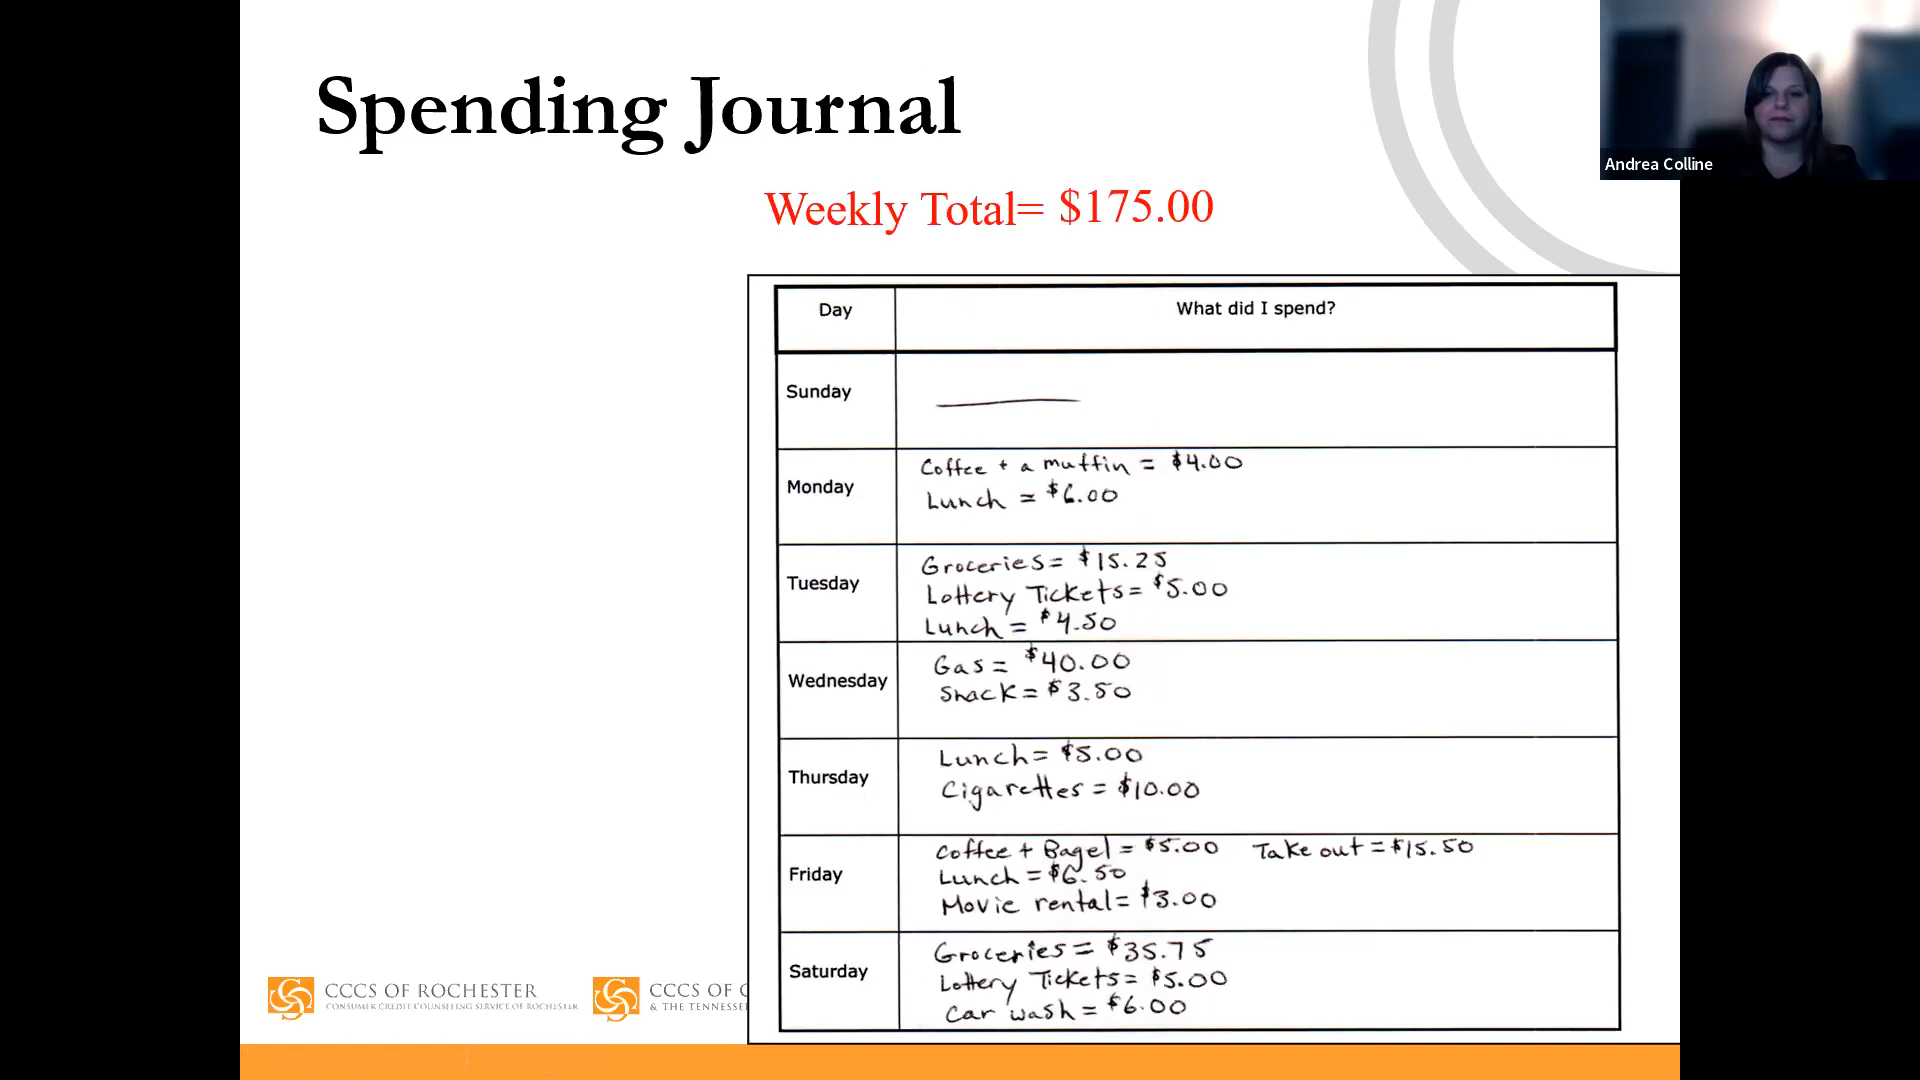 Spending Journal
Andrea Colline
Weekly Total= $175.00
Day What did I spend?
Sunday
Monday
Coffee + a muffin = $4.00
Lunch = $6.00
Tuesday
Groceries = $15.25
Lottery Tickets = $5.00
Lunch = $4.50
Wednesday
Gas = $40.00
Snack = $3.50
Thursday
Lunch = $5.00
Cigarettes = $10.00
Friday
Coffee + Bagel = $5.00 Take out = $15.50
Lunch = $6.50
Movie rental = $3.00
Saturday
Groceries = $35.75
Lottery Tickets = $5.00
Car wash = $6.00
CCCS OF ROCHESTER
CONSUMER CREDIT COUNSELING SERVICE OF ROCHESTER
CCCS OF
& THE TENNESSE